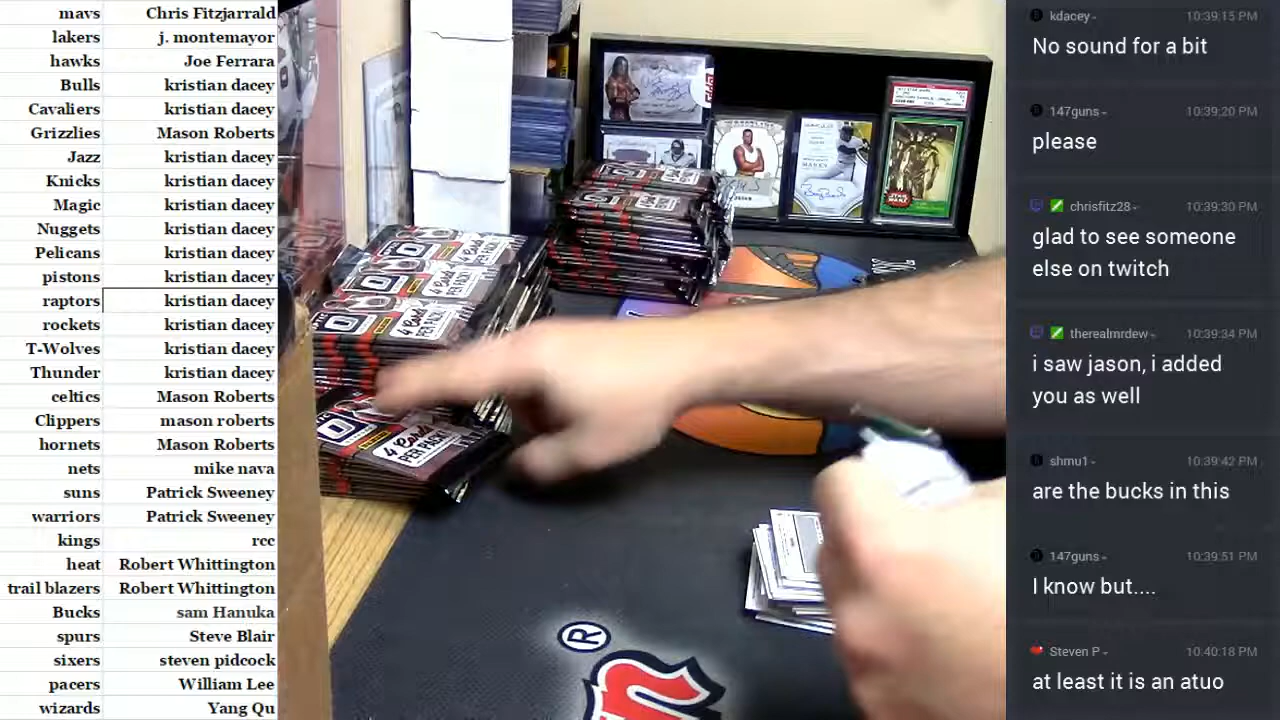 mavs Chris Fitzjarrald
lakers j. montemayor
hawks Joe Ferrara
Bulls kristian dacey
Cavaliers kristian dacey
Grizzlies Mason Roberts
Jazz kristian dacey
Knicks kristian dacey
Magic kristian dacey
Nuggets kristian dacey
Pelicans kristian dacey
pistons kristian dacey
raptors kristian dacey
rockets kristian dacey
T-Wolves kristian dacey
Thunder kristian dacey
celtics Mason Roberts
Clippers mason roberts
hornets Mason Roberts
nets mike nava
suns Patrick Sweeney
warriors Patrick Sweeney
kings rcc
heat Robert Whittington
trail blazers Robert Whittington
Bucks sam Hanuka
spurs Steve Blair
sixers steven pidcock
pacers William Lee
wizards Yang Qu
4 Cards
PER PACK
4 Cards
PER PACK
STAR
WARS
®
kdacey 10:39:15 PM
No sound for a bit
147guns 10:39:20 PM
please
chrisfitz28 10:39:30 PM
glad to see someone
else on twitch
therealmrdew 10:39:34 PM
i saw jason, i added
you as well
shmu1 10:39:42 PM
are the bucks in this
147guns 10:39:51 PM
I know but....
Steven P 10:40:18 PM
at least it is an atuo